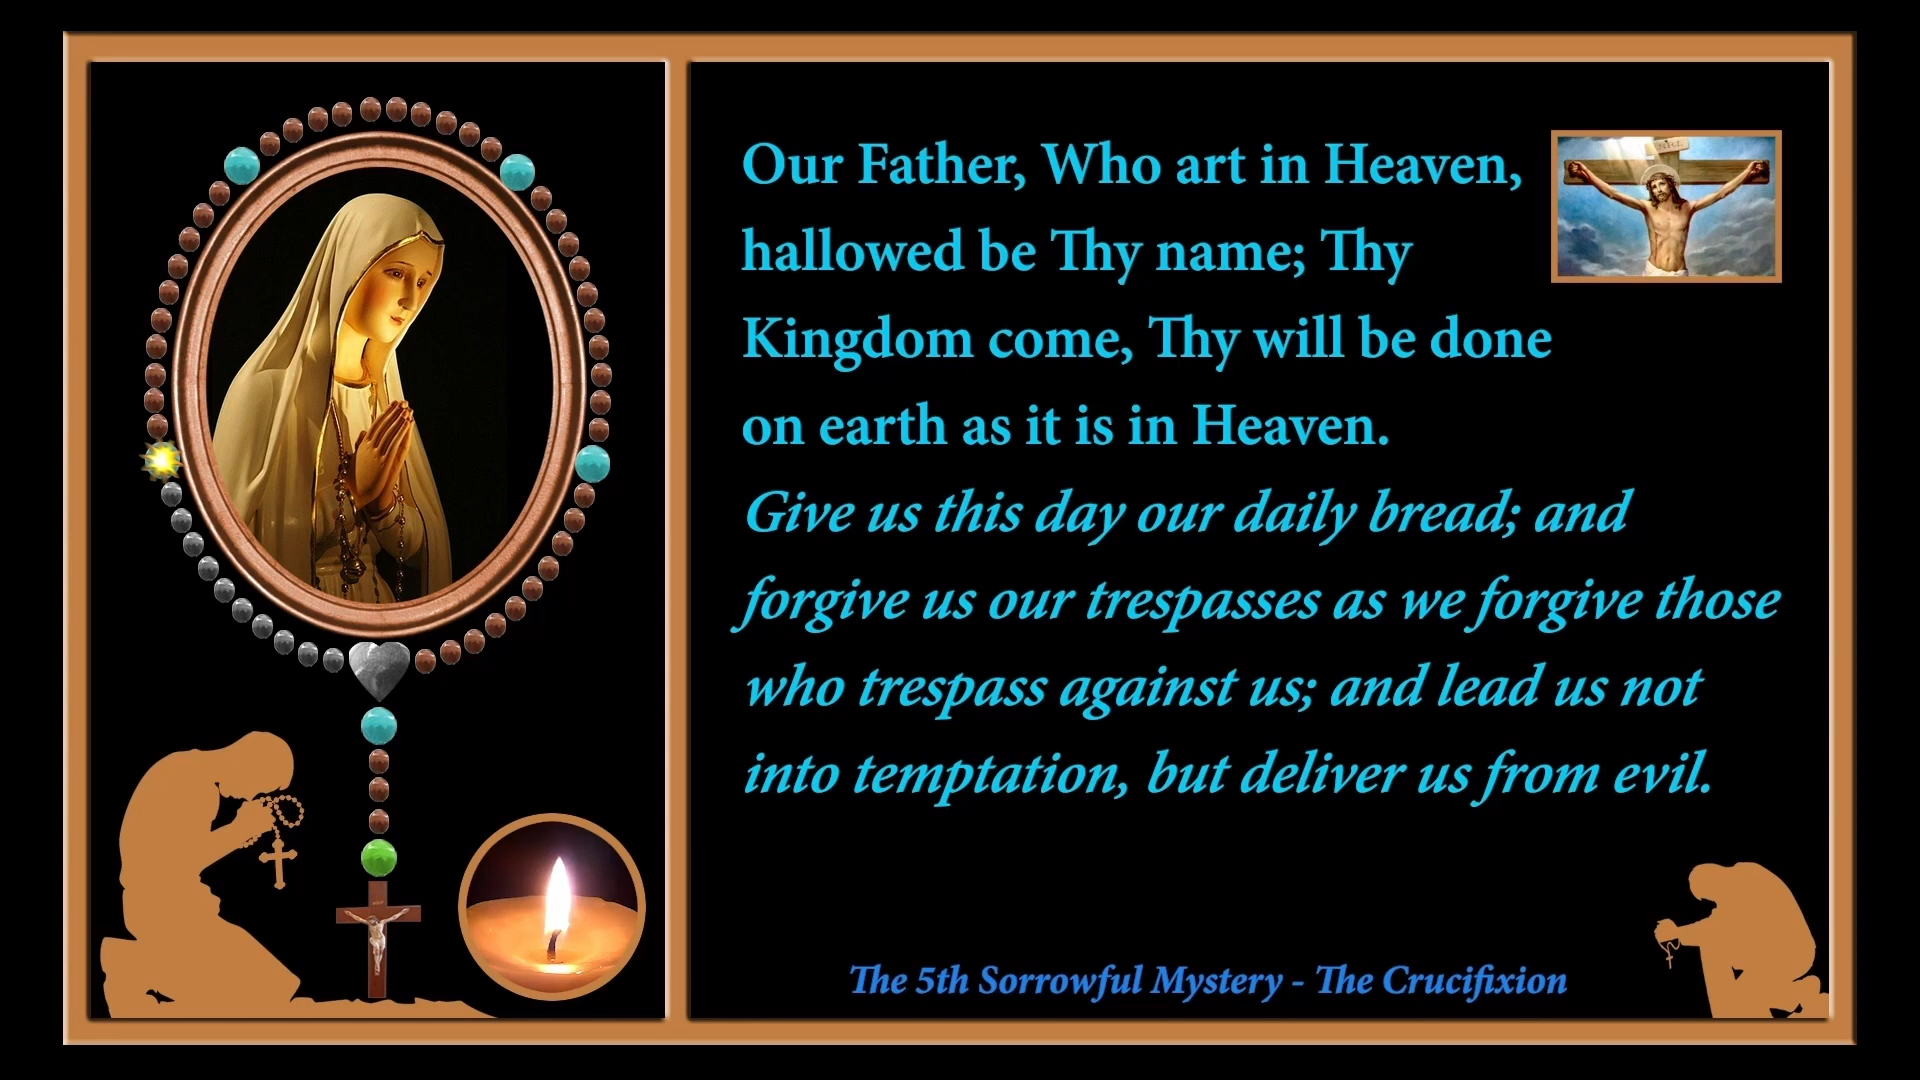 Our Father, Who art in Heaven,
hallowed be Thy name; Thy
Kingdom come, Thy will be done
on earth as it is in Heaven.
Give us this day our daily bread; and
forgive us our trespasses as we forgive those
who trespass against us; and lead us not
into temptation, but deliver us from evil.
The 5th Sorrowful Mystery - The Crucifixion